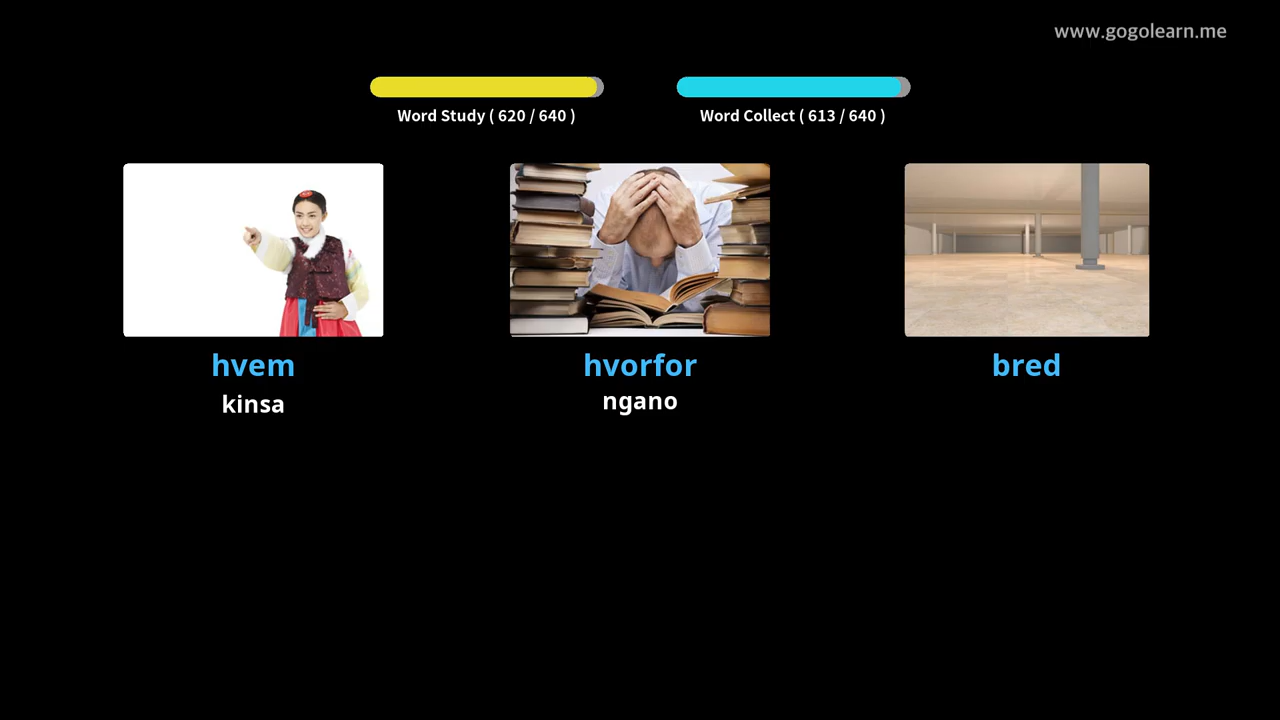 www.gogolearn.me
Word Study ( 620 / 640 )
Word Collect ( 613 / 640 )
hvem
hvorfor
bred
kinsa
ngano